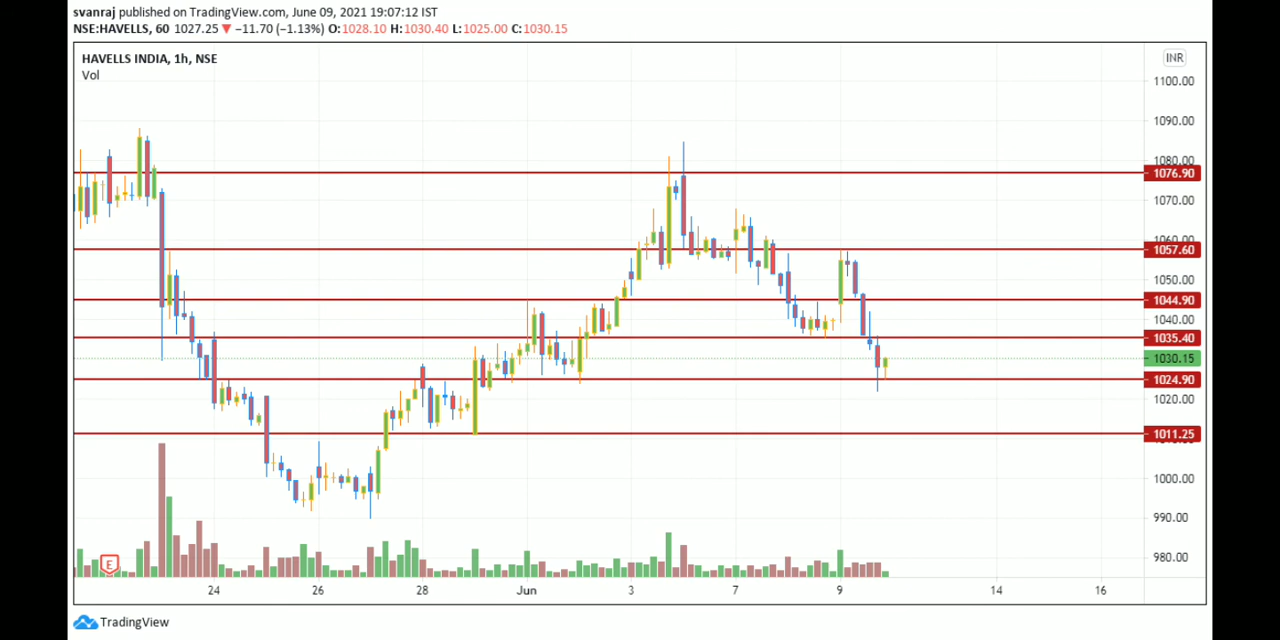 svanraj published on TradingView.com, June 09, 2021 19:07:12 IST
NSE:HAVELLS, 60 1027.25 ▼ −11.70 (−1.13%) O:1028.10 H:1030.40 L:1025.00 C:1030.15
HAVELLS INDIA, 1h, NSE
Vol
INR
1100.00
1090.00
1080.00
1076.90
1070.00
1060.00
1057.60
1050.00
1044.90
1040.00
1035.40
1030.15
1024.90
1020.00
1011.25
1000.00
990.00
980.00
E
24 26 28 Jun 3 7 9 14 16
TradingView